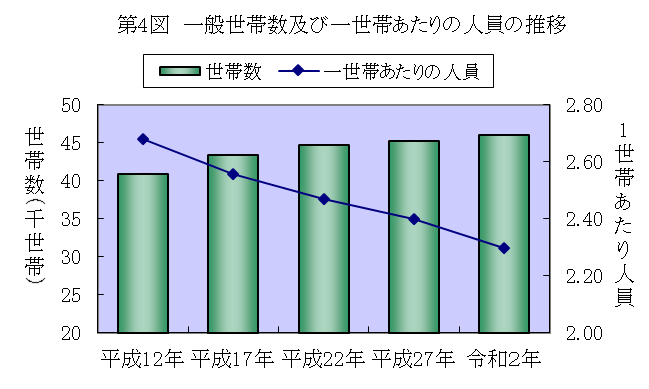 第4図 一般世帯数及び一世帯あたりの人員の推移
世帯数 一世帯あたりの人員
世帯数(千世帯)
50
45
40
35
30
25
20
2.80
2.60
2.40
2.20
2.00
1世帯あたり人員
平成12年 平成17年 平成22年 平成27年 令和2年